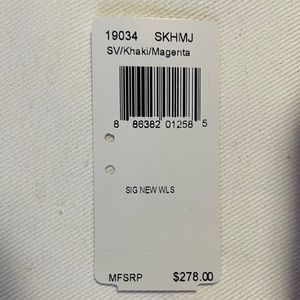 19034 SKHMJ
SV/Khaki/Magenta
8 86382 01258 5
SIG NEW WLS
MFSRP $278.00